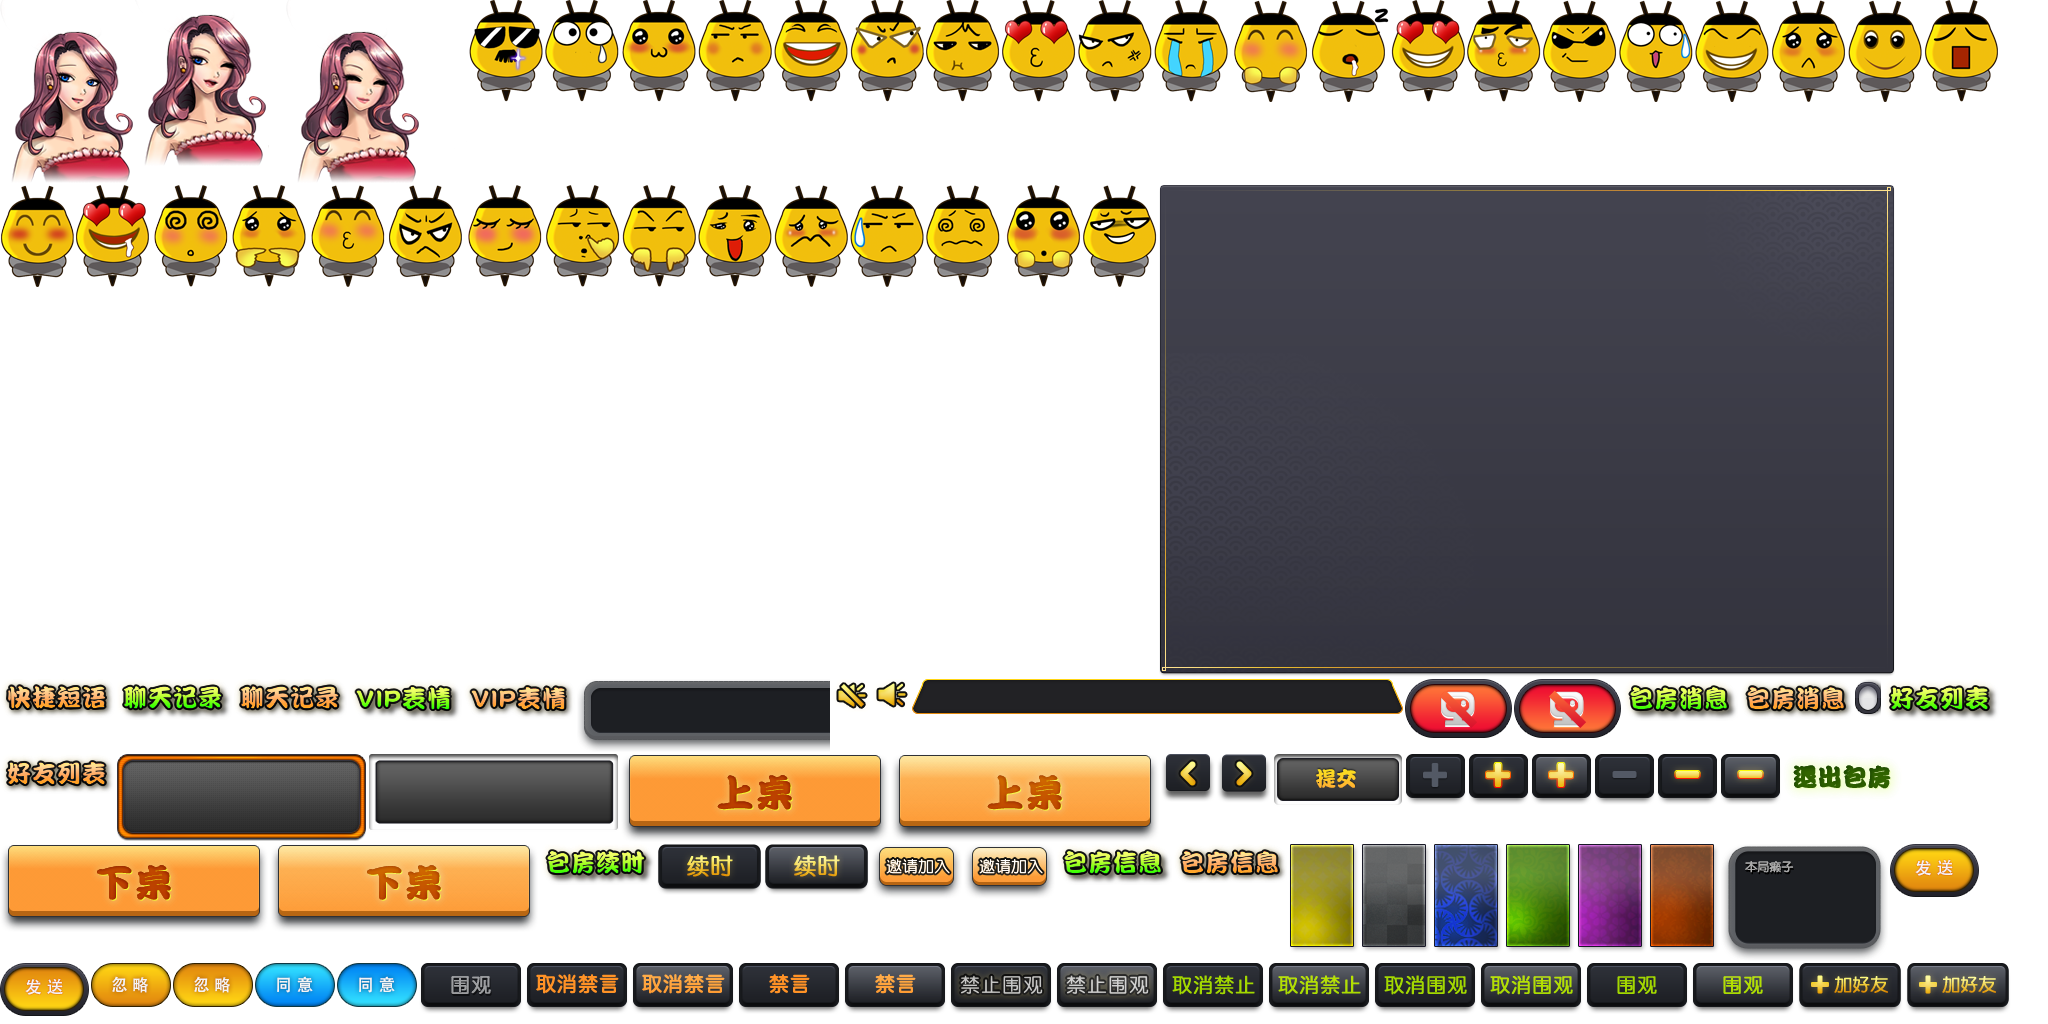 快捷短语 聊天记录 聊天记录 VIP表情 VIP表情 包房消息 包房消息 好友列表
好友列表 上桌 上桌 提交 退出包房
下桌 下桌 包房续时 续时 续时 邀请加入 邀请加入 包房信息 包房信息 本局癞子 发送
发送 忽略 忽略 同意 同意 围观 取消禁言 取消禁言 禁言 禁言 禁止围观 禁止围观 取消禁止 取消禁止 取消围观 取消围观 围观 围观 加好友 加好友